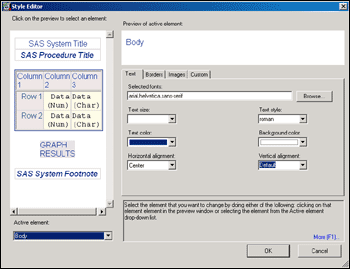 Style Editor
Click on the preview to select an element:
SAS System Title
SAS Procedure Title
Column 1 Column 2 Column 3
Row 1 Data (Num) Data (Char)
Row 2 Data (Num) Data (Char)
GRAPH RESULTS
SAS System Footnote
Active element:
Body
Preview of active element:
Body
Text Borders Images Custom
Selected fonts:
arial,helvetica,sans-serif
Browse...
Text size: Text style:
roman
Text color: Background color:
Horizontal alignment: Vertical alignment:
Center Default
Select the element that you want to change by doing either of the following: clicking on that
element element in the preview window or selecting the element from the Active element
drop-down list.
More (F1)...
OK Cancel